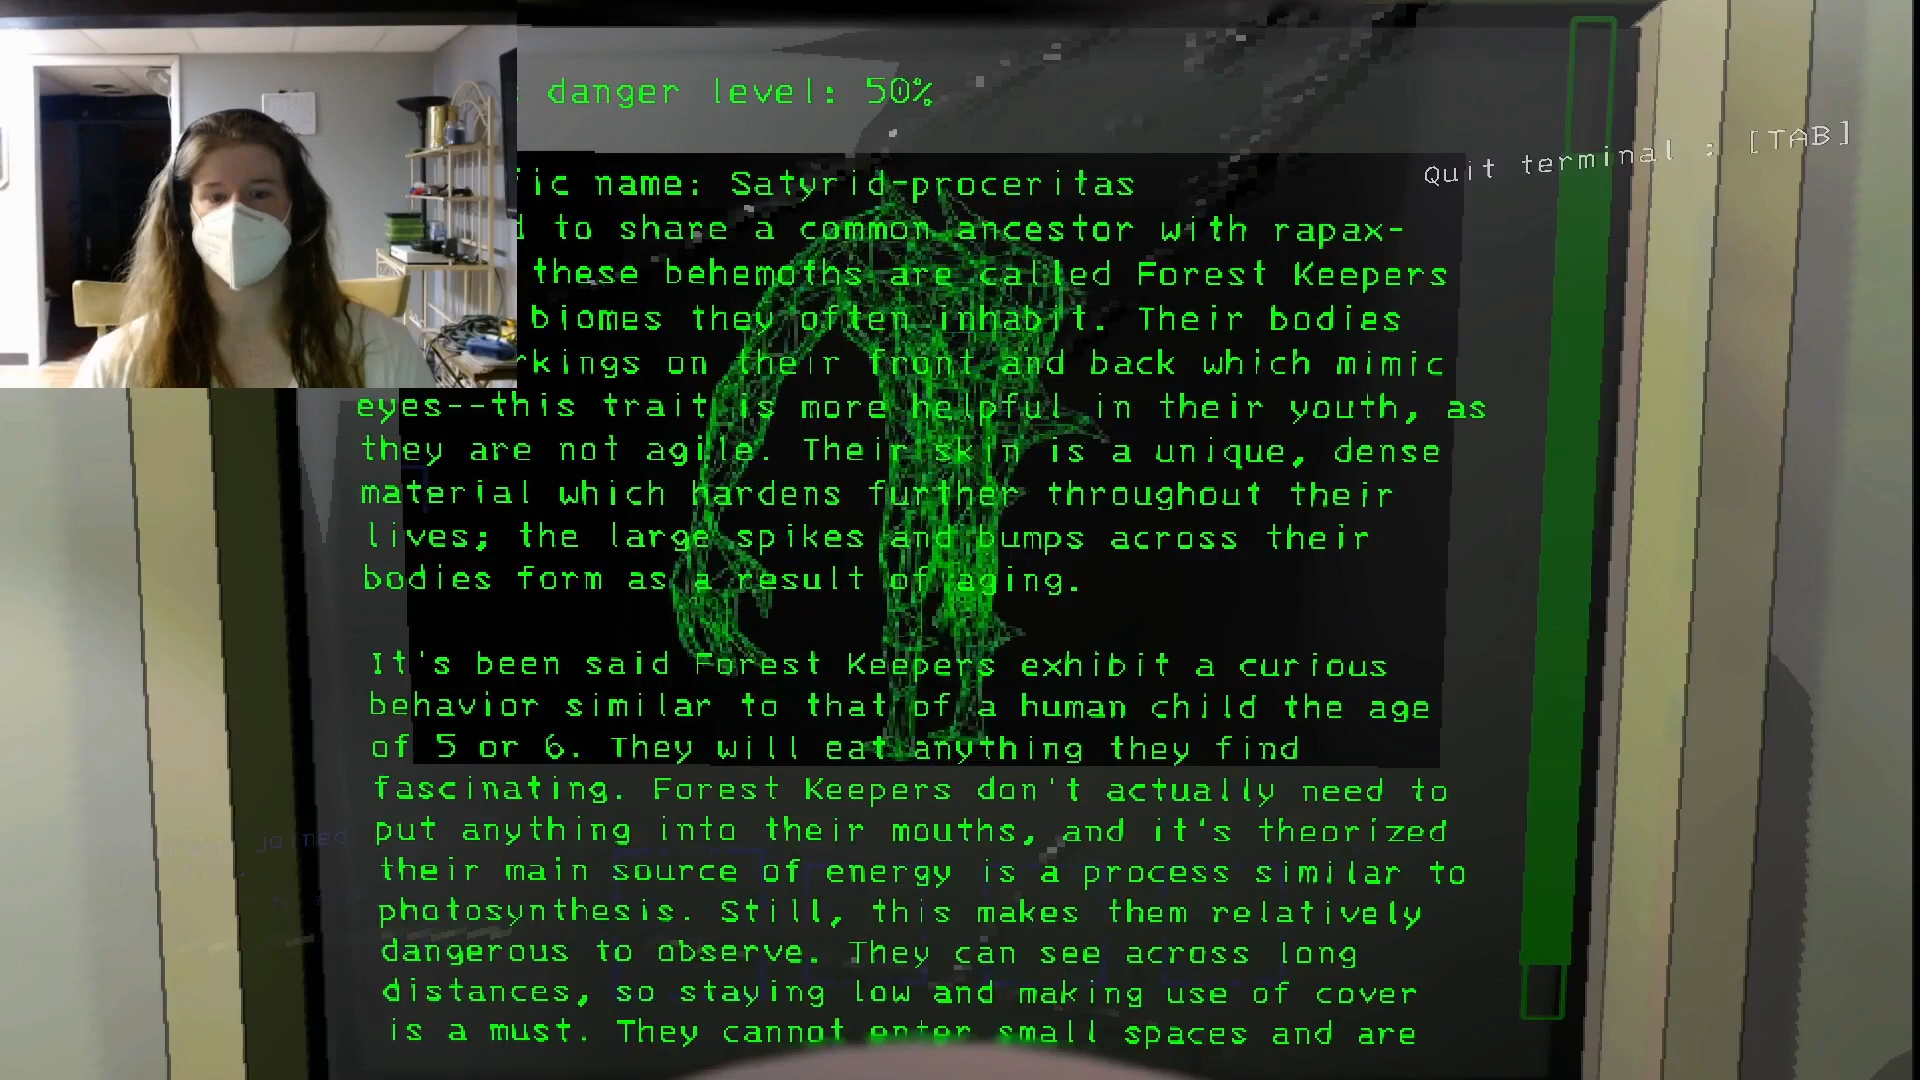 danger level: 50%
Quit terminal : [TAB]
name: Satyrid-proceritas
to share a common ancestor with rapax-
these behemoths are called Forest Keepers
biomes they often inhabit. Their bodies
rkings on their front and back which mimic
eyes--this trait is more helpful in their youth, as
they are not agile. Their skin is a unique, dense
material which hardens further throughout their
lives; the large spikes and bumps across their
bodies form as a result of aging.
It's been said Forest Keepers exhibit a curious
behavior similar to that of a human child the age
of 5 or 6. They will eat anything they find
fascinating. Forest Keepers don't actually need to
put anything into their mouths, and it's theorized
their main source of energy is a process similar to
photosynthesis. Still, this makes them relatively
dangerous to observe. They can see across long
distances, so staying low and making use of cover
is a must. They cannot enter small spaces and are
joined